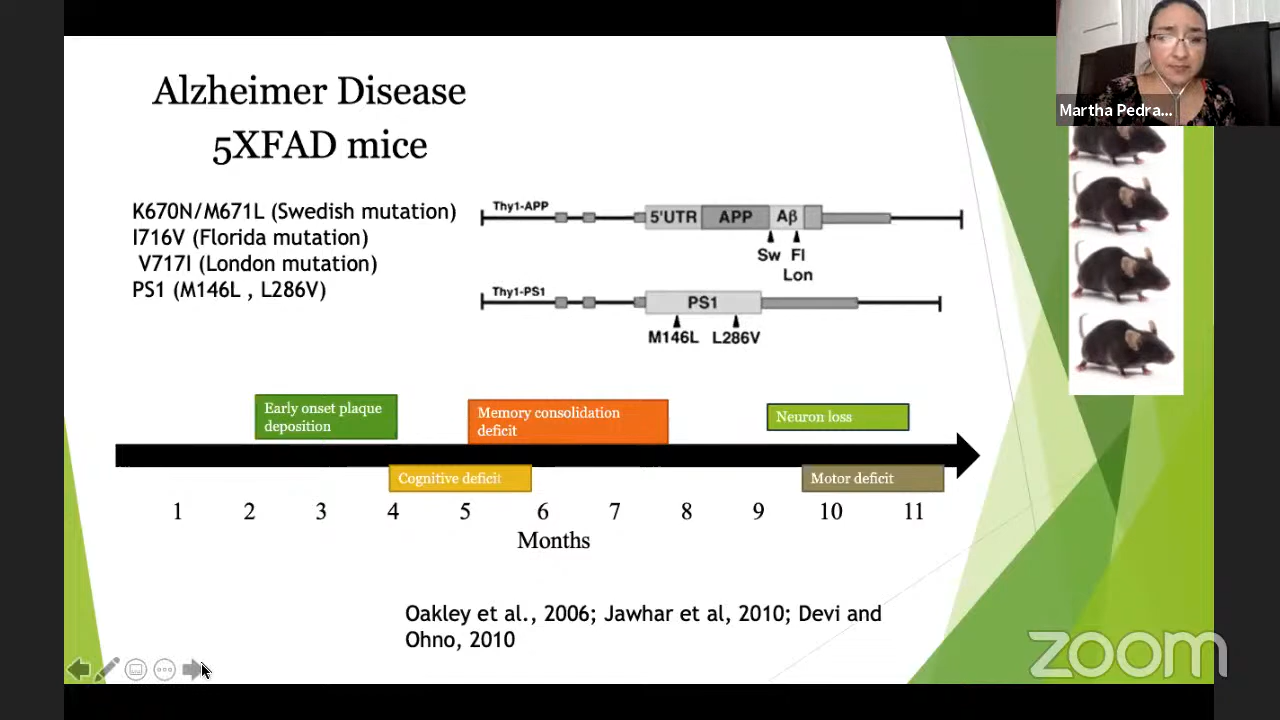 Alzheimer Disease
5XFAD mice
Martha Pedra...
K670N/M671L (Swedish mutation)
I716V (Florida mutation)
V717I (London mutation)
PS1 (M146L , L286V)
Thy1-APP
5'UTR APP Aβ
Sw Fl
Lon
Thy1-PS1
PS1
M146L L286V
Early onset plaque
deposition
Memory consolidation
deficit
Neuron loss
Cognitive deficit
Motor deficit
1 2 3 4 5 6 7 8 9 10 11
Months
Oakley et al., 2006; Jawhar et al, 2010; Devi and
Ohno, 2010
zoom